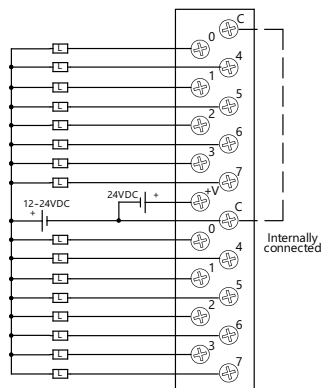 C
0
L
4
L
1
L
5
L
2
L
6
L
3
L
7
L
24VDC + +V
12-24VDC
+
C
0
L
Internally
connected
4
L
1
L
5
L
2
L
6
L
3
L
7
L